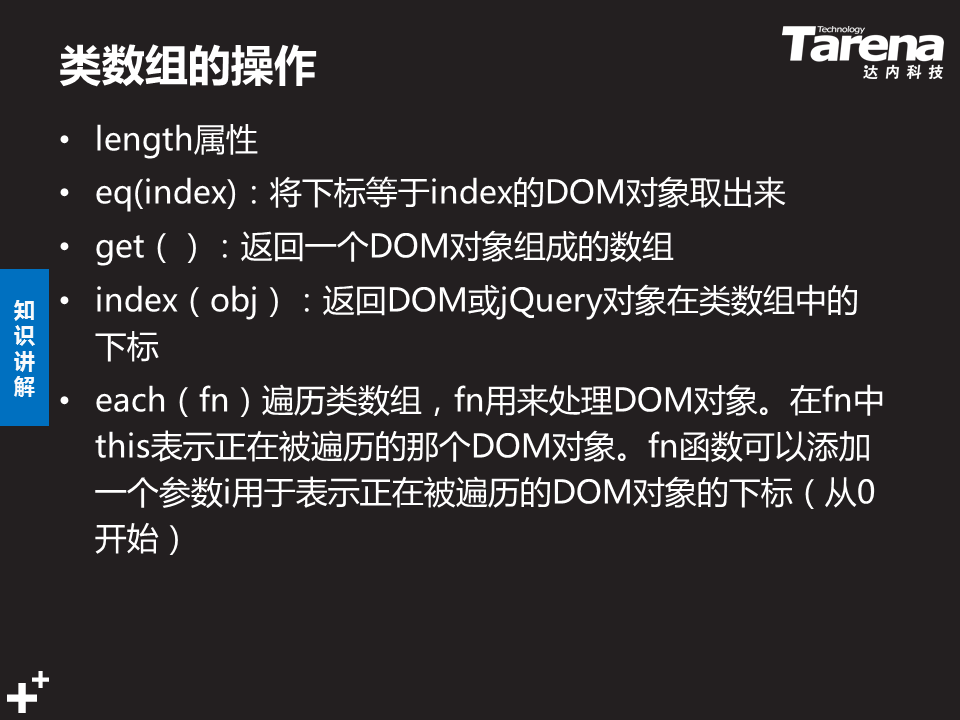 类数组的操作
Technology
Tarena
达内科技
• length属性
• eq(index)：将下标等于index的DOM对象取出来
• get（ ）：返回一个DOM对象组成的数组
• index（obj）：返回DOM或jQuery对象在类数组中的
下标
• each（fn）遍历类数组，fn用来处理DOM对象。在fn中
this表示正在被遍历的那个DOM对象。fn函数可以添加
一个参数i用于表示正在被遍历的DOM对象的下标（从0
开始）
知
识
讲
解